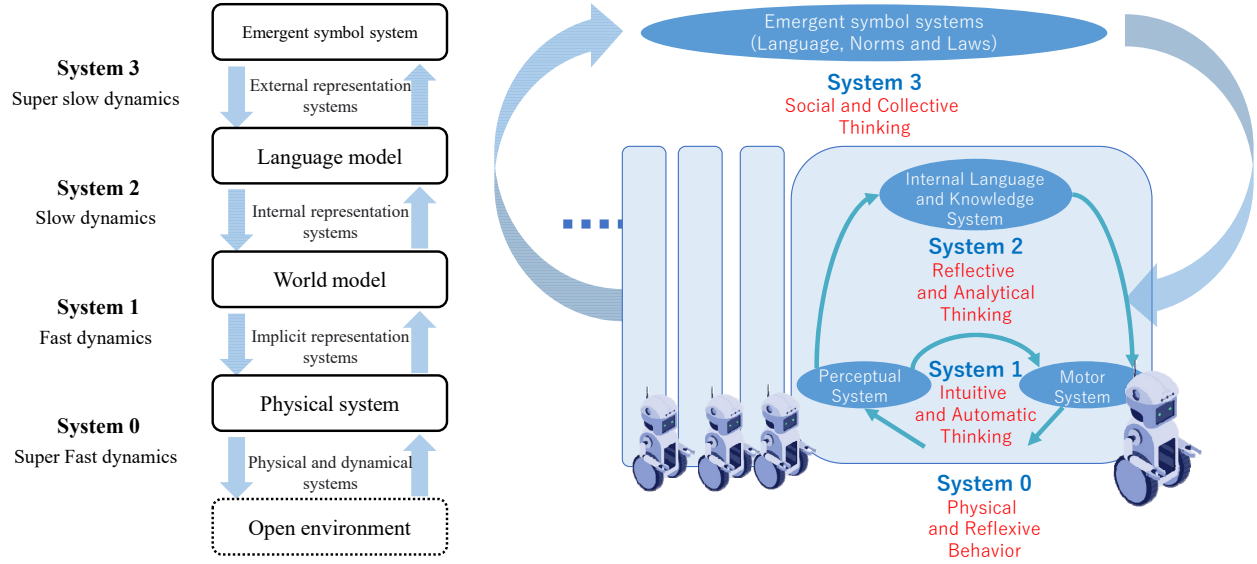 Emergent symbol system
System 3
Super slow dynamics
External representation
systems
Language model
System 2
Slow dynamics
Internal representation
systems
World model
System 1
Fast dynamics
Implicit representation
systems
Physical system
System 0
Super Fast dynamics
Physical and dynamical
systems
Open environment
Emergent symbol systems
(Language, Norms and Laws)
System 3
Social and Collective
Thinking
Internal Language
and Knowledge
System
System 2
Reflective
and Analytical
Thinking
Perceptual
System
System 1
Intuitive
and Automatic
Thinking
Motor
System
System 0
Physical
and Reflexive
Behavior